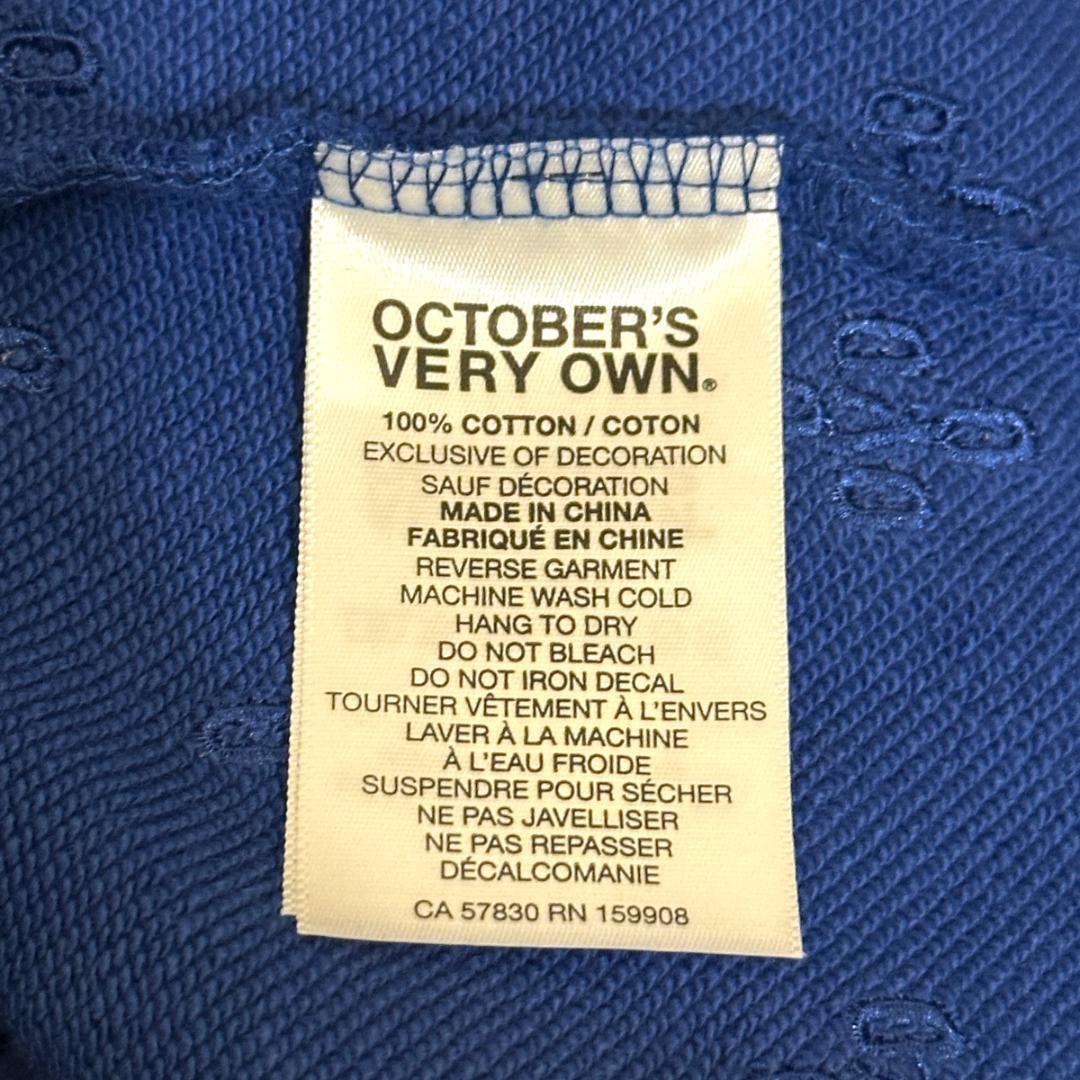 OCTOBER'S
VERY OWN®
100% COTTON / COTON
EXCLUSIVE OF DECORATION
SAUF DÉCORATION
MADE IN CHINA
FABRIQUÉ EN CHINE
REVERSE GARMENT
MACHINE WASH COLD
HANG TO DRY
DO NOT BLEACH
DO NOT IRON DECAL
TOURNER VÊTEMENT À L'ENVERS
LAVER À LA MACHINE
À L'EAU FROIDE
SUSPENDRE POUR SÉCHER
NE PAS JAVELLISER
NE PAS REPASSER
DÉCALCOMANIE
CA 57830 RN 159908